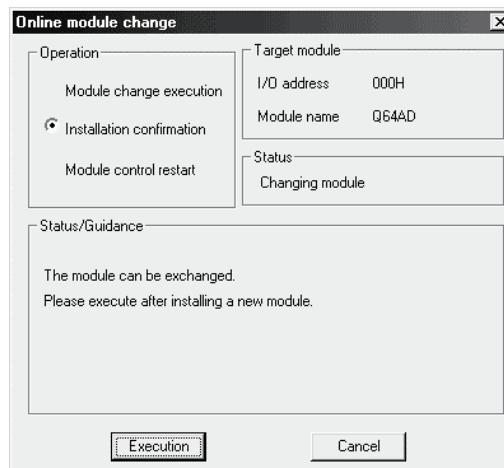 Online module change
Operation
Module change execution
Installation confirmation
Module control restart
Target module
I/O address 000H
Module name Q64AD
Status
Changing module
Status/Guidance
The module can be exchanged.
Please execute after installing a new module.
Execution
Cancel